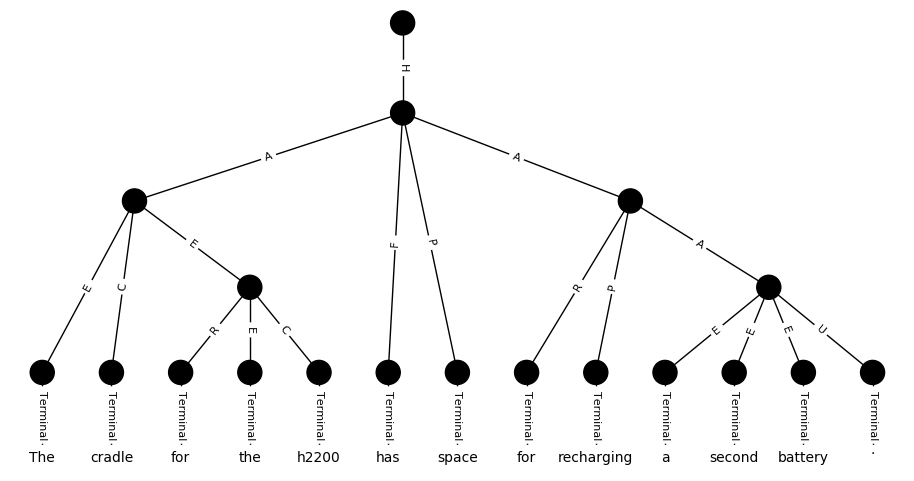 H
A
A
E
A
F
P
E
C
R
P
R
E
C
E
E
E
U
Terminal. Terminal. Terminal. Terminal. Terminal. Terminal. Terminal. Terminal. Terminal. Terminal. Terminal. Terminal. Terminal.
The cradle for the h2200 has space for recharging a second battery .